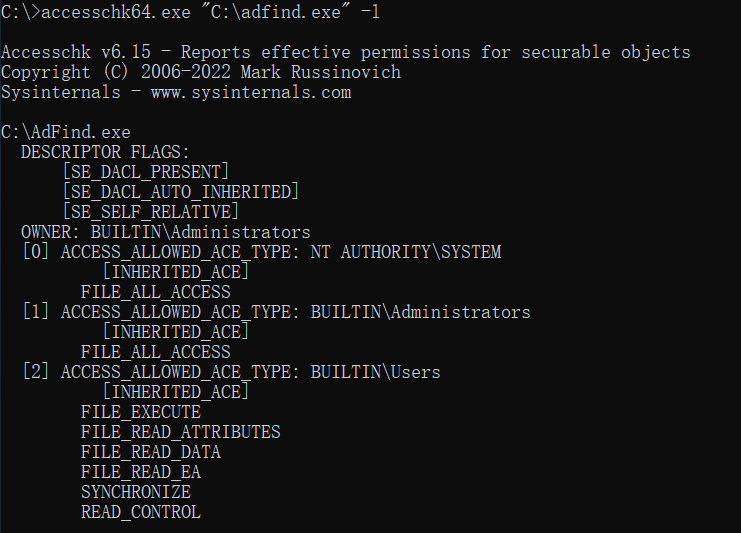 C:\>accesschk64.exe "C:\adfind.exe" -l
Accesschk v6.15 - Reports effective permissions for securable objects
Copyright (C) 2006-2022 Mark Russinovich
Sysinternals - www.sysinternals.com
C:\AdFind.exe
DESCRIPTOR FLAGS:
[SE_DACL_PRESENT]
[SE_DACL_AUTO_INHERITED]
[SE_SELF_RELATIVE]
OWNER: BUILTIN\Administrators
[0] ACCESS_ALLOWED_ACE_TYPE: NT AUTHORITY\SYSTEM
[INHERITED_ACE]
FILE_ALL_ACCESS
[1] ACCESS_ALLOWED_ACE_TYPE: BUILTIN\Administrators
[INHERITED_ACE]
FILE_ALL_ACCESS
[2] ACCESS_ALLOWED_ACE_TYPE: BUILTIN\Users
[INHERITED_ACE]
FILE_EXECUTE
FILE_READ_ATTRIBUTES
FILE_READ_DATA
FILE_READ_EA
SYNCHRONIZE
READ_CONTROL